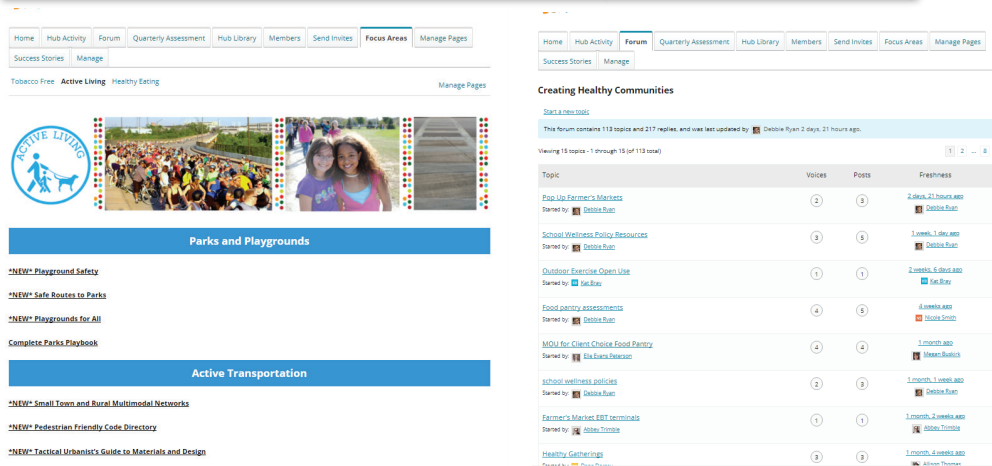 Home Hub Activity Forum Quarterly Assessment Hub Library Members Send Invites Focus Areas Manage Pages
Success Stories Manage
Tobacco Free Active Living Healthy Eating
Manage Pages
ACTIVE LIVING
Parks and Playgrounds
*NEW* Playground Safety
*NEW* Safe Routes to Parks
*NEW* Playgrounds for All
Complete Parks Playbook
Active Transportation
*NEW* Small Town and Rural Multimodal Networks
*NEW* Pedestrian Friendly Code Directory
*NEW* Tactical Urbanist's Guide to Materials and Design
Home Hub Activity Forum Quarterly Assessment Hub Library Members Send Invites Focus Areas Manage Pages
Success Stories Manage
Creating Healthy Communities
Start a new topic
This forum contains 113 topics and 217 replies, and was last updated by Debbie Ryan 2 days, 21 hours ago.
Viewing 15 topics - 1 through 15 (of 113 total) 1 2 ... 8
Topic Voices Posts Freshness
Pop Up Farmer's Markets 2 3 2 days, 21 hours ago
Started by: Debbie Ryan Debbie Ryan
School Wellness Policy Resources 3 5 1 week, 1 day ago
Started by: Debbie Ryan Debbie Ryan
Outdoor Exercise Open Use 1 1 2 weeks, 6 days ago
Started by: Kat Bray Kat Bray
Food pantry assessments 4 5 4 weeks ago
Started by: Debbie Ryan Nicole Smith
MOU for Client Choice Food Pantry 4 4 1 month ago
Started by: Elle Evans Peterson Megan Buskirk
school wellness policies 2 3 1 month, 1 week ago
Started by: Debbie Ryan Debbie Ryan
Farmer's Market EBT terminals 1 1 1 month, 2 weeks ago
Started by: Abbey Trimble Abbey Trimble
Healthy Gatherings 3 3 1 month, 4 weeks ago
Started by: Allison Thomas